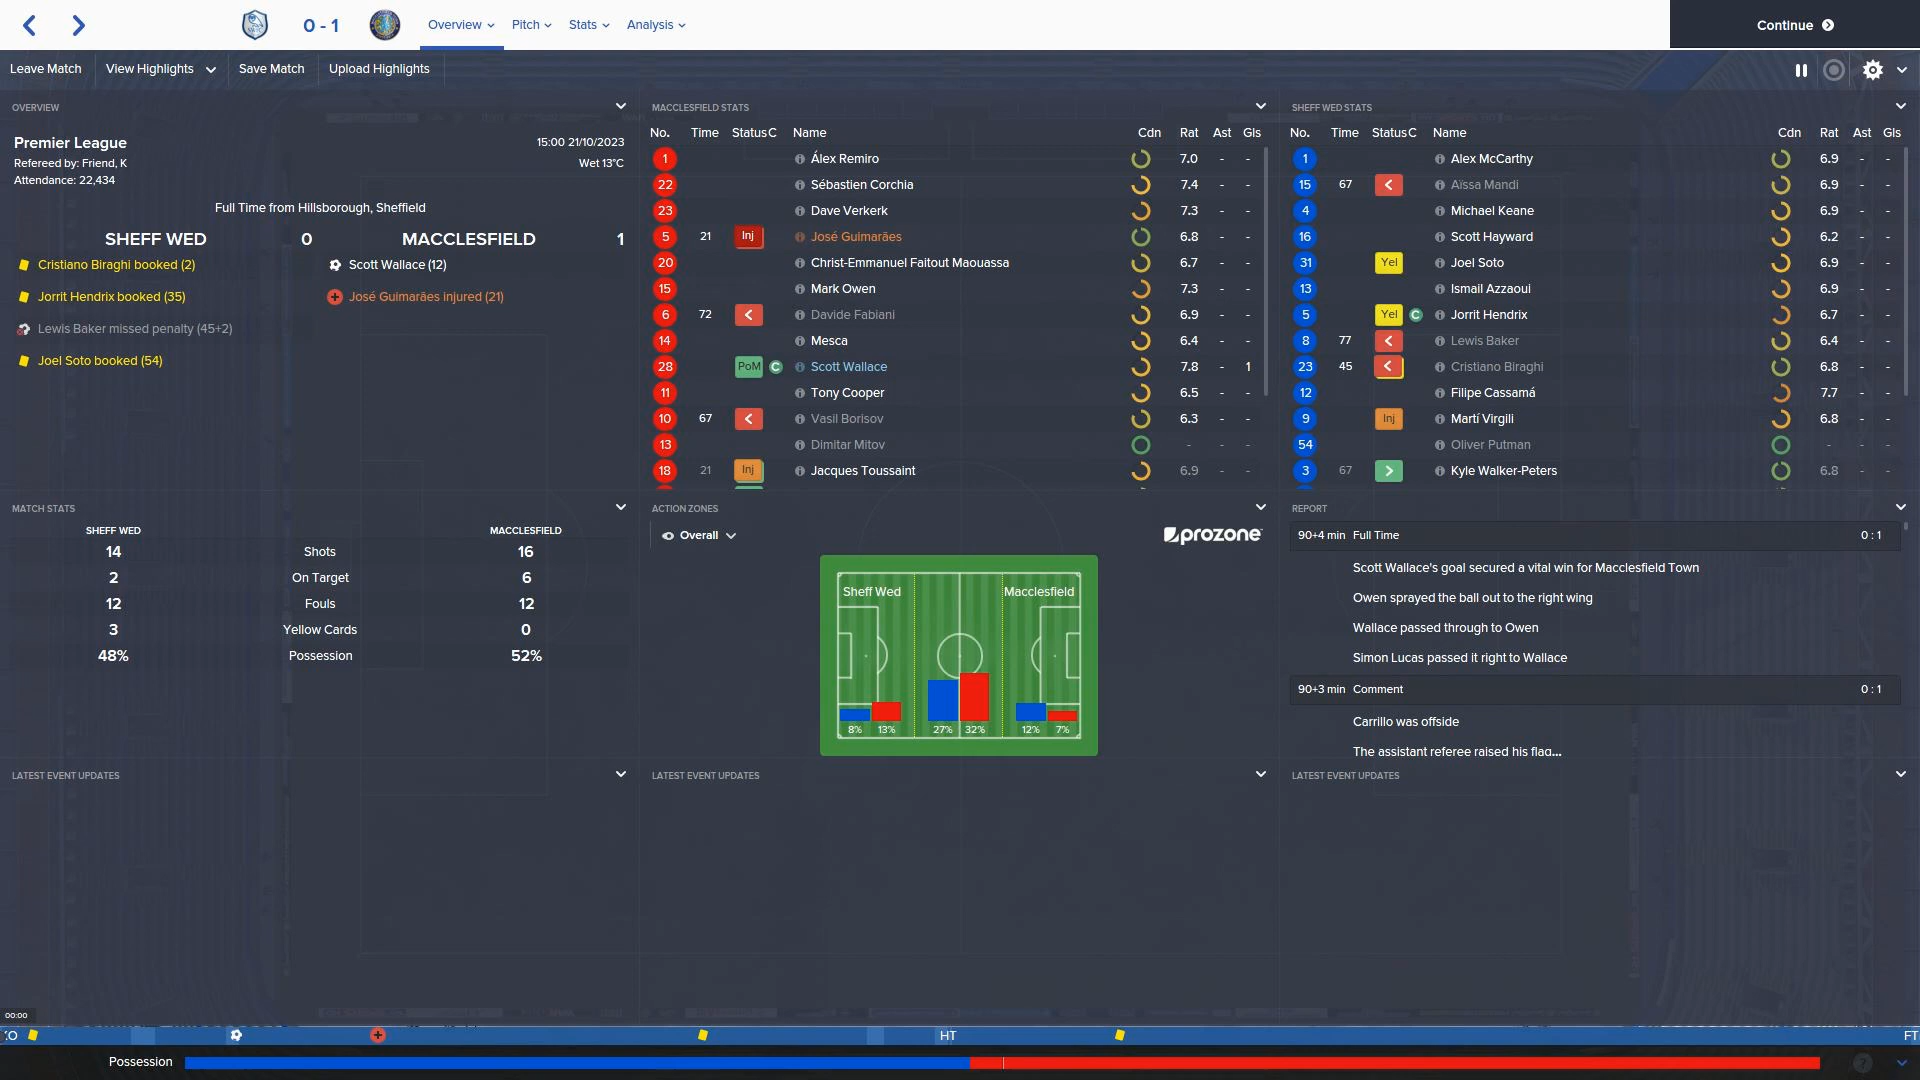 0 - 1
Overview
Pitch
Stats
Analysis
Continue
Leave Match
View Highlights
Save Match
Upload Highlights
OVERVIEW
Premier League
15:00 21/10/2023
Refereed by: Friend, K
Wet 13°C
Attendance: 22,434
Full Time from Hillsborough, Sheffield
SHEFF WED 0 MACCLESFIELD 1
Cristiano Biraghi booked (2)
Scott Wallace (12)
Jorrit Hendrix booked (35)
José Guimarães injured (21)
Lewis Baker missed penalty (45+2)
Joel Soto booked (54)
MACCLESFIELD STATS
No. Time Status C Name Cdn Rat Ast Gls
1 Álex Remiro 7.0 - -
22 Sébastien Corchia 7.4 - -
23 Dave Verkerk 7.3 - -
5 21 Inj José Guimarães 6.8 - -
20 Christ-Emmanuel Faitout Maouassa 6.7 - -
15 Mark Owen 7.3 - -
6 72 Davide Fabiani 6.9 - -
14 Mesca 6.4 - -
28 PoM C Scott Wallace 7.8 - 1
11 Tony Cooper 6.5 - -
10 67 Vasil Borisov 6.3 - -
13 Dimitar Mitov - - -
18 21 Inj Jacques Toussaint 6.9 - -
SHEFF WED STATS
No. Time Status C Name Cdn Rat Ast Gls
1 Alex McCarthy 6.9 - -
15 67 Aïssa Mandi 6.9 - -
4 Michael Keane 6.9 - -
16 Scott Hayward 6.2 - -
31 Yel Joel Soto 6.9 - -
13 Ismail Azzaoui 6.9 - -
5 Yel C Jorrit Hendrix 6.7 - -
8 77 Lewis Baker 6.4 - -
23 45 Cristiano Biraghi 6.8 - -
12 Filipe Cassamá 7.7 - -
9 Inj Martí Virgili 6.8 - -
54 Oliver Putman - - -
3 67 Kyle Walker-Peters 6.8 - -
MATCH STATS
SHEFF WED MACCLESFIELD
14 Shots 16
2 On Target 6
12 Fouls 12
3 Yellow Cards 0
48% Possession 52%
ACTION ZONES
Overall
prozone
Sheff Wed Macclesfield
8% 13% 27% 32% 12% 7%
REPORT
90+4 min Full Time 0 : 1
Scott Wallace's goal secured a vital win for Macclesfield Town
Owen sprayed the ball out to the right wing
Wallace passed through to Owen
Simon Lucas passed it right to Wallace
90+3 min Comment 0 : 1
Carrillo was offside
The assistant referee raised his flag...
LATEST EVENT UPDATES
LATEST EVENT UPDATES
LATEST EVENT UPDATES
00:00
KO HT FT
Possession